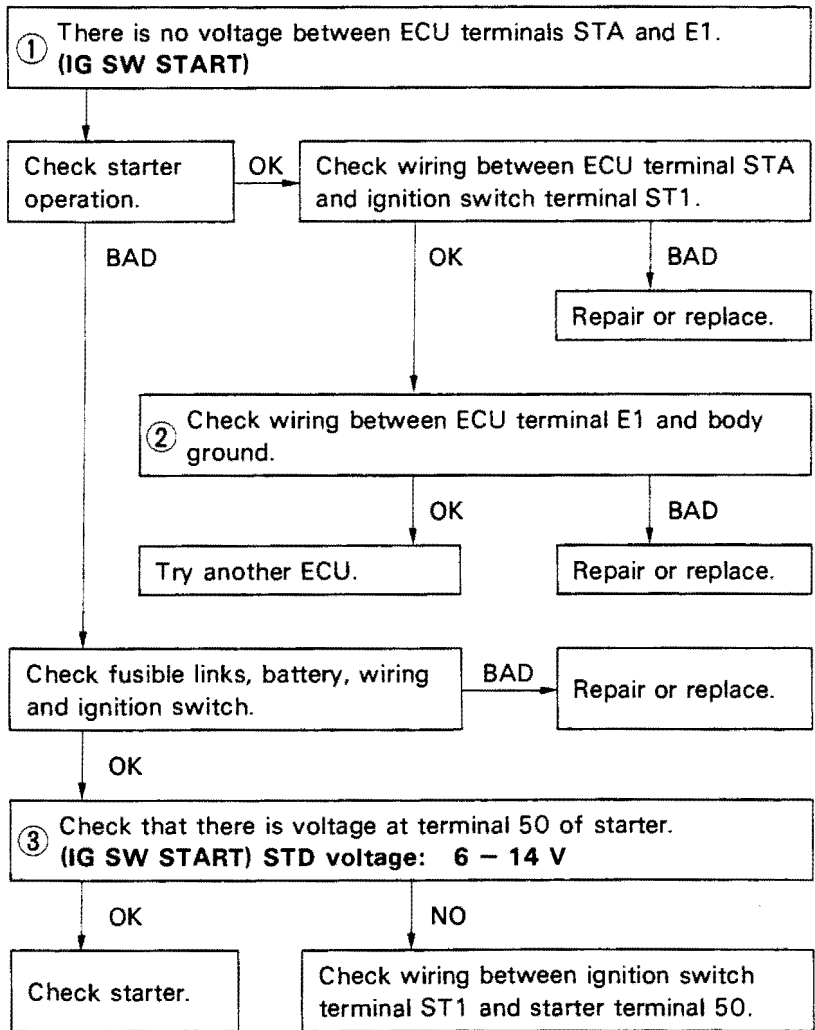 ① There is no voltage between ECU terminals STA and E1.
(IG SW START)
Check starter
operation.
OK
Check wiring between ECU terminal STA
and ignition switch terminal ST1.
BAD
OK
BAD
Repair or replace.
② Check wiring between ECU terminal E1 and body
ground.
OK
BAD
Try another ECU.
Repair or replace.
Check fusible links, battery, wiring
and ignition switch.
BAD
Repair or replace.
OK
③ Check that there is voltage at terminal 50 of starter.
(IG SW START) STD voltage: 6 – 14 V
OK
NO
Check starter.
Check wiring between ignition switch
terminal ST1 and starter terminal 50.